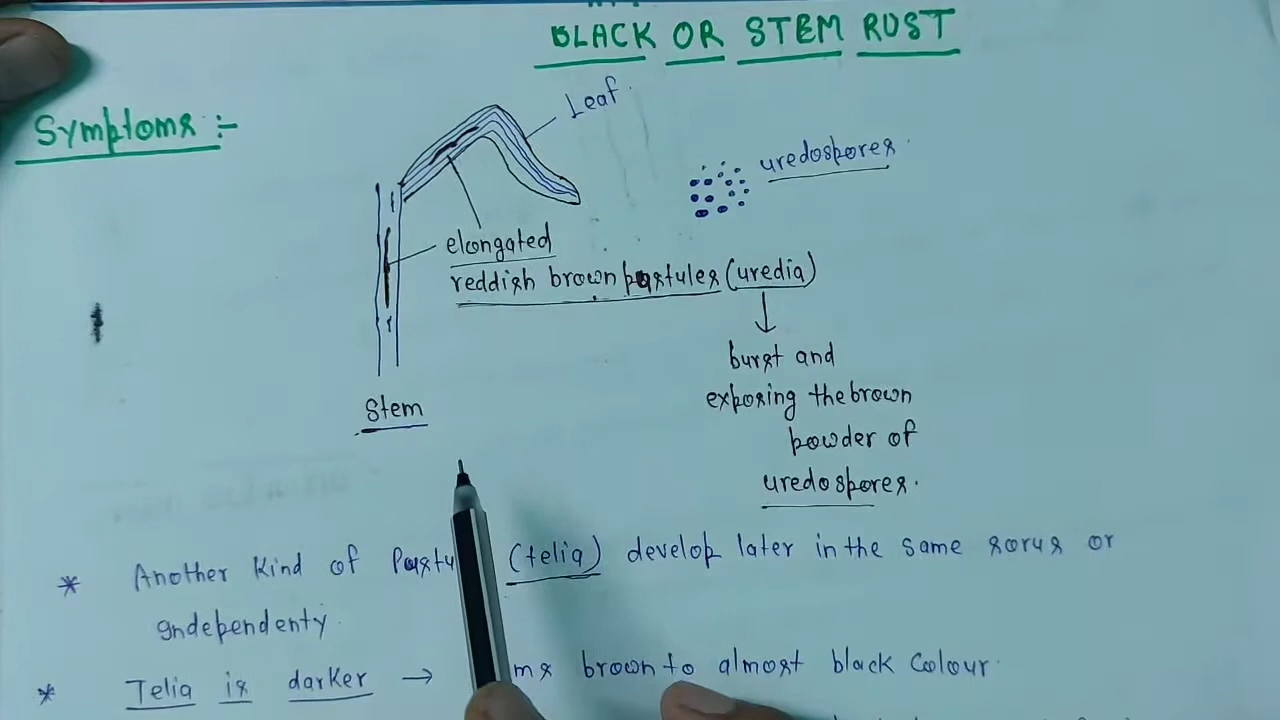 BLACK OR STEM RUST
Symptoms :-
Leaf
uredospores
elongated
reddish brown pustules (uredia)
burst and
exposing the brown
powder of
uredospores.
Stem
* Another Kind of (telia) develop later in the same sorus or
independenty.
* Telia is darker → brown to almost black colour.